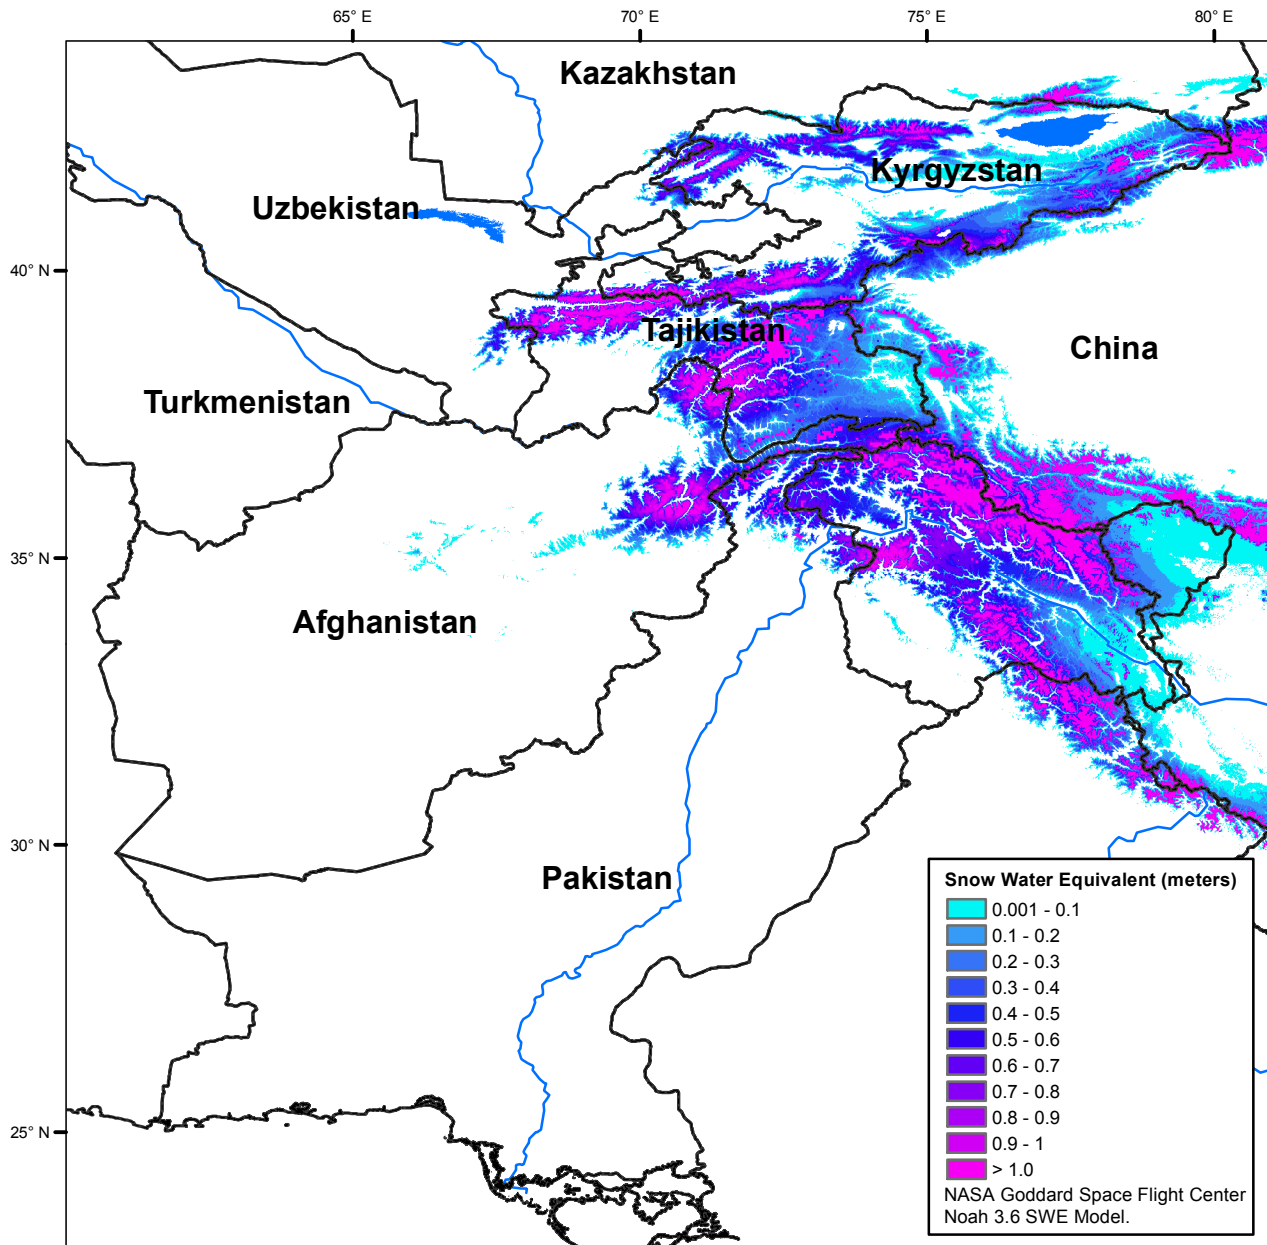 65° E
70° E
75° E
80° E
Kazakhstan
Kyrgyzstan
Uzbekistan
40° N
Tajikistan
China
Turkmenistan
35° N
Afghanistan
30° N
Pakistan
Snow Water Equivalent (meters)
0.001 - 0.1
0.1 - 0.2
0.2 - 0.3
0.3 - 0.4
0.4 - 0.5
0.5 - 0.6
0.6 - 0.7
0.7 - 0.8
0.8 - 0.9
0.9 - 1
> 1.0
NASA Goddard Space Flight Center
Noah 3.6 SWE Model.
25° N